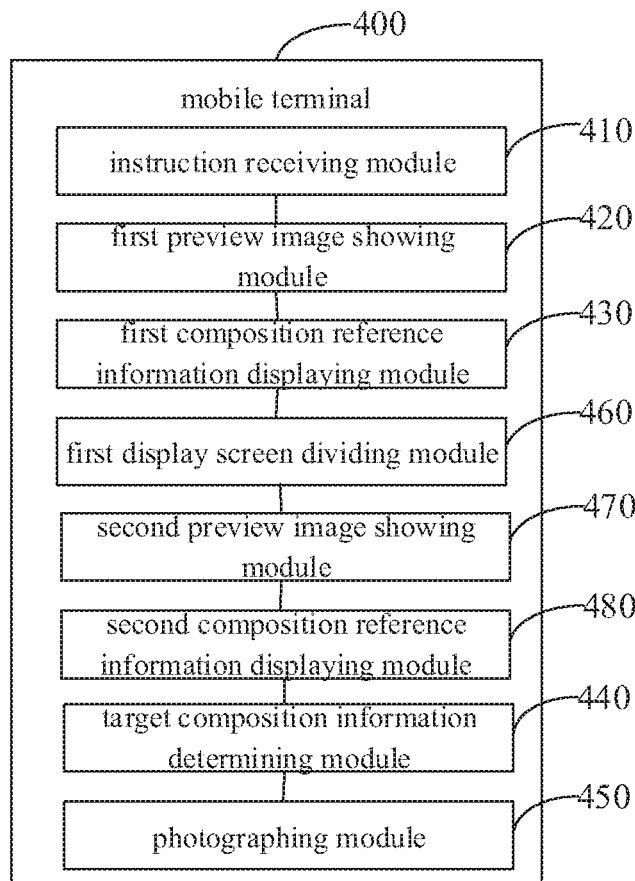 400
mobile terminal
410
instruction receiving module
420
first preview image showing
module
430
first composition reference
information displaying module
460
first display screen dividing module
470
second preview image showing
module
480
second composition reference
information displaying module
440
target composition information
determining module
450
photographing module